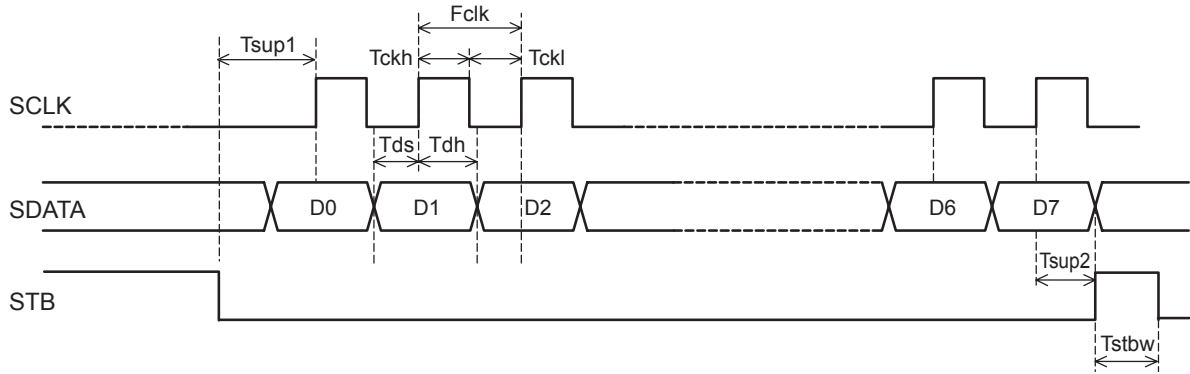 Fclk
Tsup1
Tckh
Tckl
SCLK
Tds
Tdh
SDATA
D0
D1
D2
D6
D7
Tsup2
STB
Tstbw